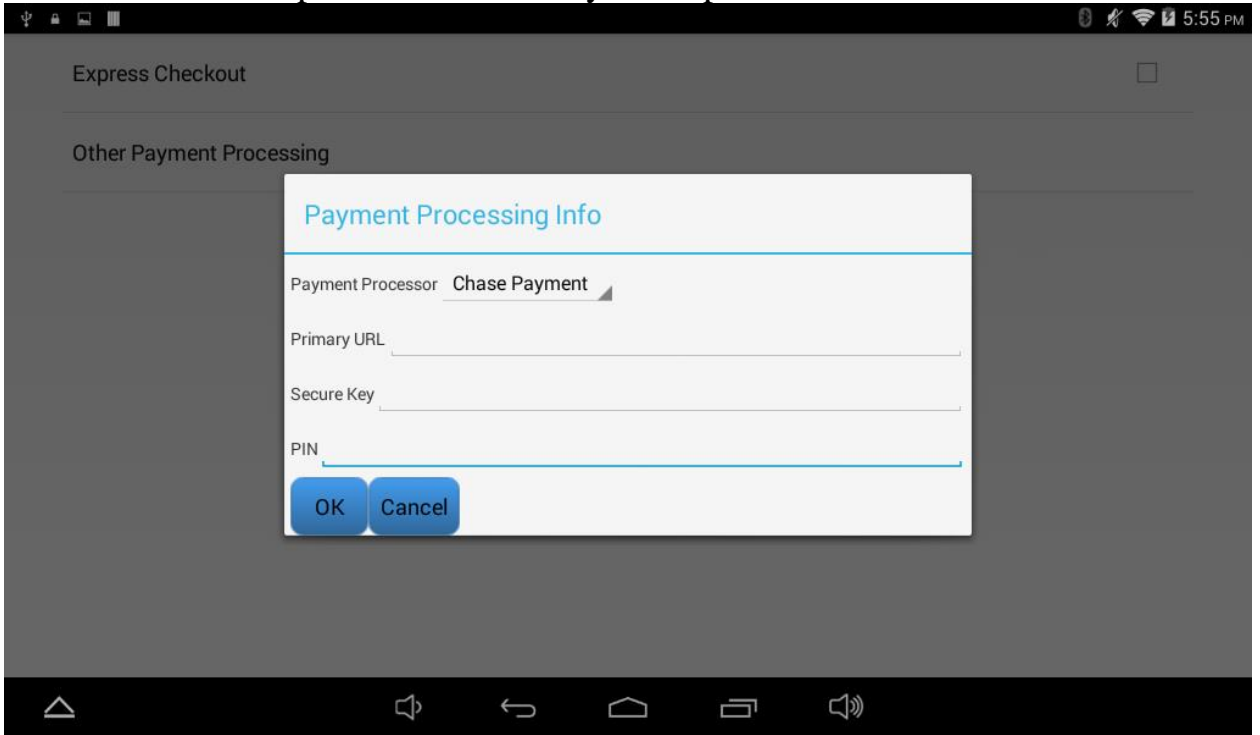 5:55 PM
Express Checkout
Other Payment Processing
Payment Processing Info
Payment Processor Chase Payment
Primary URL
Secure Key
PIN
OK Cancel